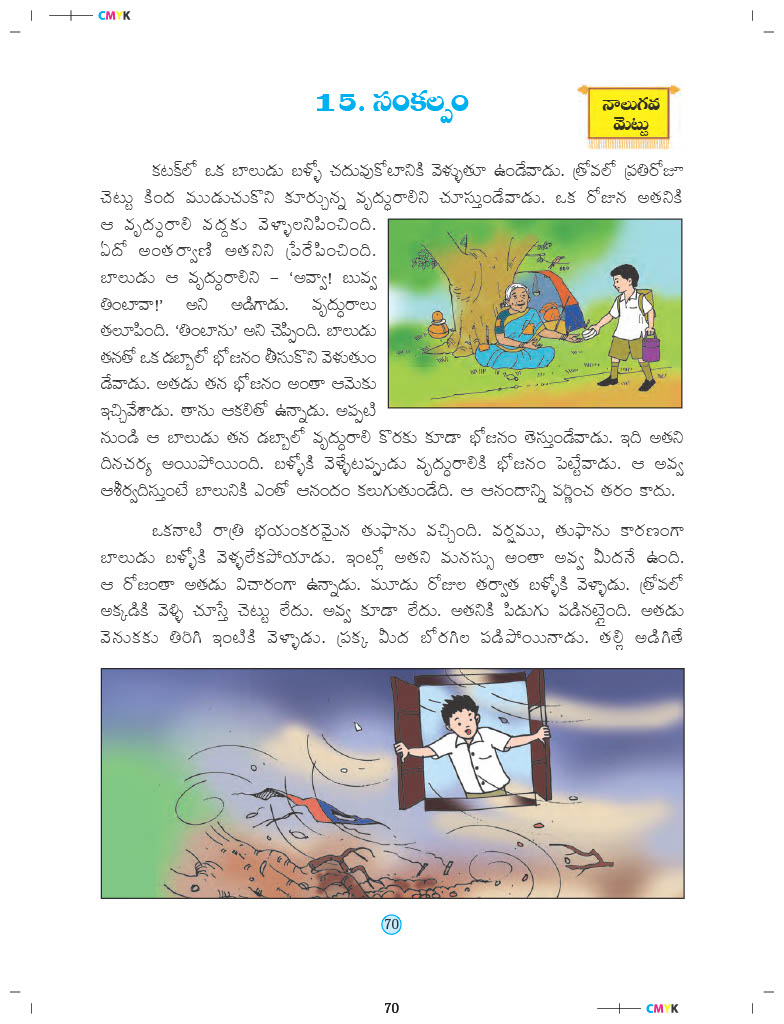 CMYK
15. సంకల్పం
నాలుగవ
మెట్టు
కటక్‌లో ఒక బాలుడు బళ్ళో చదువుకోటానికి వెళ్ళుతూ ఉండేవాడు. త్రోవలో ప్రతిరోజూ
చెట్టు కింద ముడుచుకొని కూర్చున్న వృద్ధురాలిని చూస్తుండేవాడు. ఒక రోజున అతనికి
ఆ వృద్ధురాలి వద్దకు వెళ్ళాలనిపించింది.
ఏదో అంతర్వాణి అతనిని ప్రేరేపించింది.
బాలుడు ఆ వృద్ధురాలిని – ‘అవ్వా! బువ్వ
తింటావా!’ అని అడిగాడు. వృద్ధురాలు
తలూపింది. ‘తింటాను’ అని చెప్పింది. బాలుడు
తనతో ఒక డబ్బాలో భోజనం తీసుకొని వెళుతుం
డేవాడు. అతడు తన భోజనం అంతా ఆమెకు
ఇచ్చివేశాడు. తాను ఆకలితో ఉన్నాడు. అప్పటి
నుండి ఆ బాలుడు తన డబ్బాలో వృద్ధురాలి కొరకు కూడా భోజనం తెస్తుండేవాడు. ఇది అతని
దినచర్య అయిపోయింది. బళ్ళోకి వెళ్ళేటప్పుడు వృద్ధురాలికి భోజనం పెట్టేవాడు. ఆ అవ్వ
ఆశీర్వదిస్తుంటే బాలునికి ఎంతో ఆనందం కలుగుతుండేది. ఆ ఆనందాన్ని వర్ణించ తరం కాదు.
ఒకనాటి రాత్రి భయంకరమైన తుఫాను వచ్చింది. వర్షము, తుఫాను కారణంగా
బాలుడు బళ్ళోకి వెళ్ళలేకపోయాడు. ఇంట్లో అతని మనస్సు అంతా అవ్వ మీదనే ఉంది.
ఆ రోజంతా అతడు విచారంగా ఉన్నాడు. మూడు రోజుల తర్వాత బళ్ళోకి వెళ్ళాడు. త్రోవలో
అక్కడికి వెళ్ళి చూస్తే చెట్టు లేదు. అవ్వ కూడా లేదు. అతనికి పిడుగు పడినట్లైంది. అతడు
వెనుకకు తిరిగి ఇంటికి వెళ్ళాడు. ప్రక్క మీద బోరగిల పడిపోయినాడు. తల్లి అడిగితే
70
70
CMYK